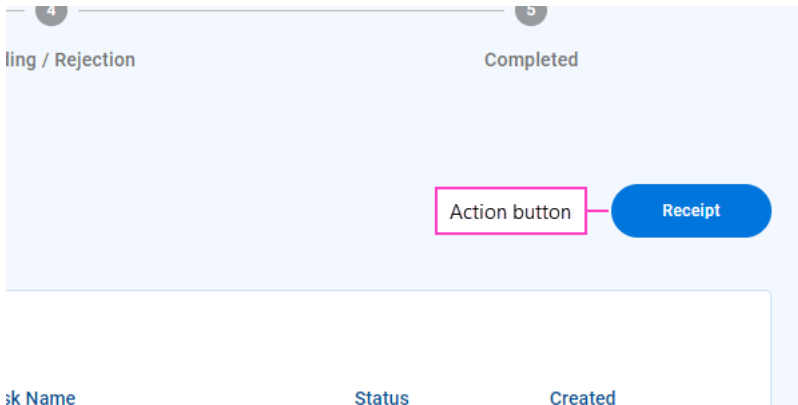 4
5
ling / Rejection
Completed
Action button
Receipt
sk Name
Status
Created